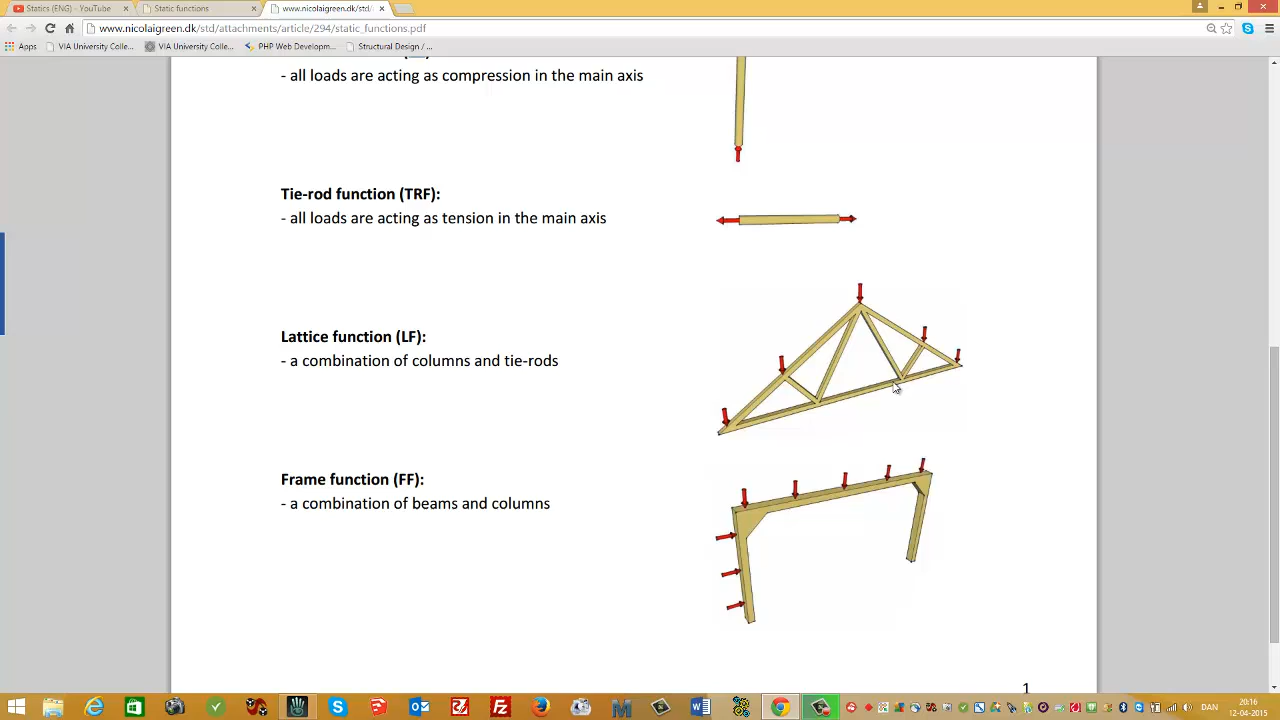 Statics (ENG) - YouTube
Static functions
www.nicolaigreen.dk/std/
www.nicolaigreen.dk/std/attachments/article/294/static_functions.pdf
Apps
VIA University Colle...
VIA University Colle...
PHP Web Developm...
Structural Design / ...
- all loads are acting as compression in the main axis
Tie-rod function (TRF):
- all loads are acting as tension in the main axis
Lattice function (LF):
- a combination of columns and tie-rods
Frame function (FF):
- a combination of beams and columns
1
DAN
20:16
12-04-2015